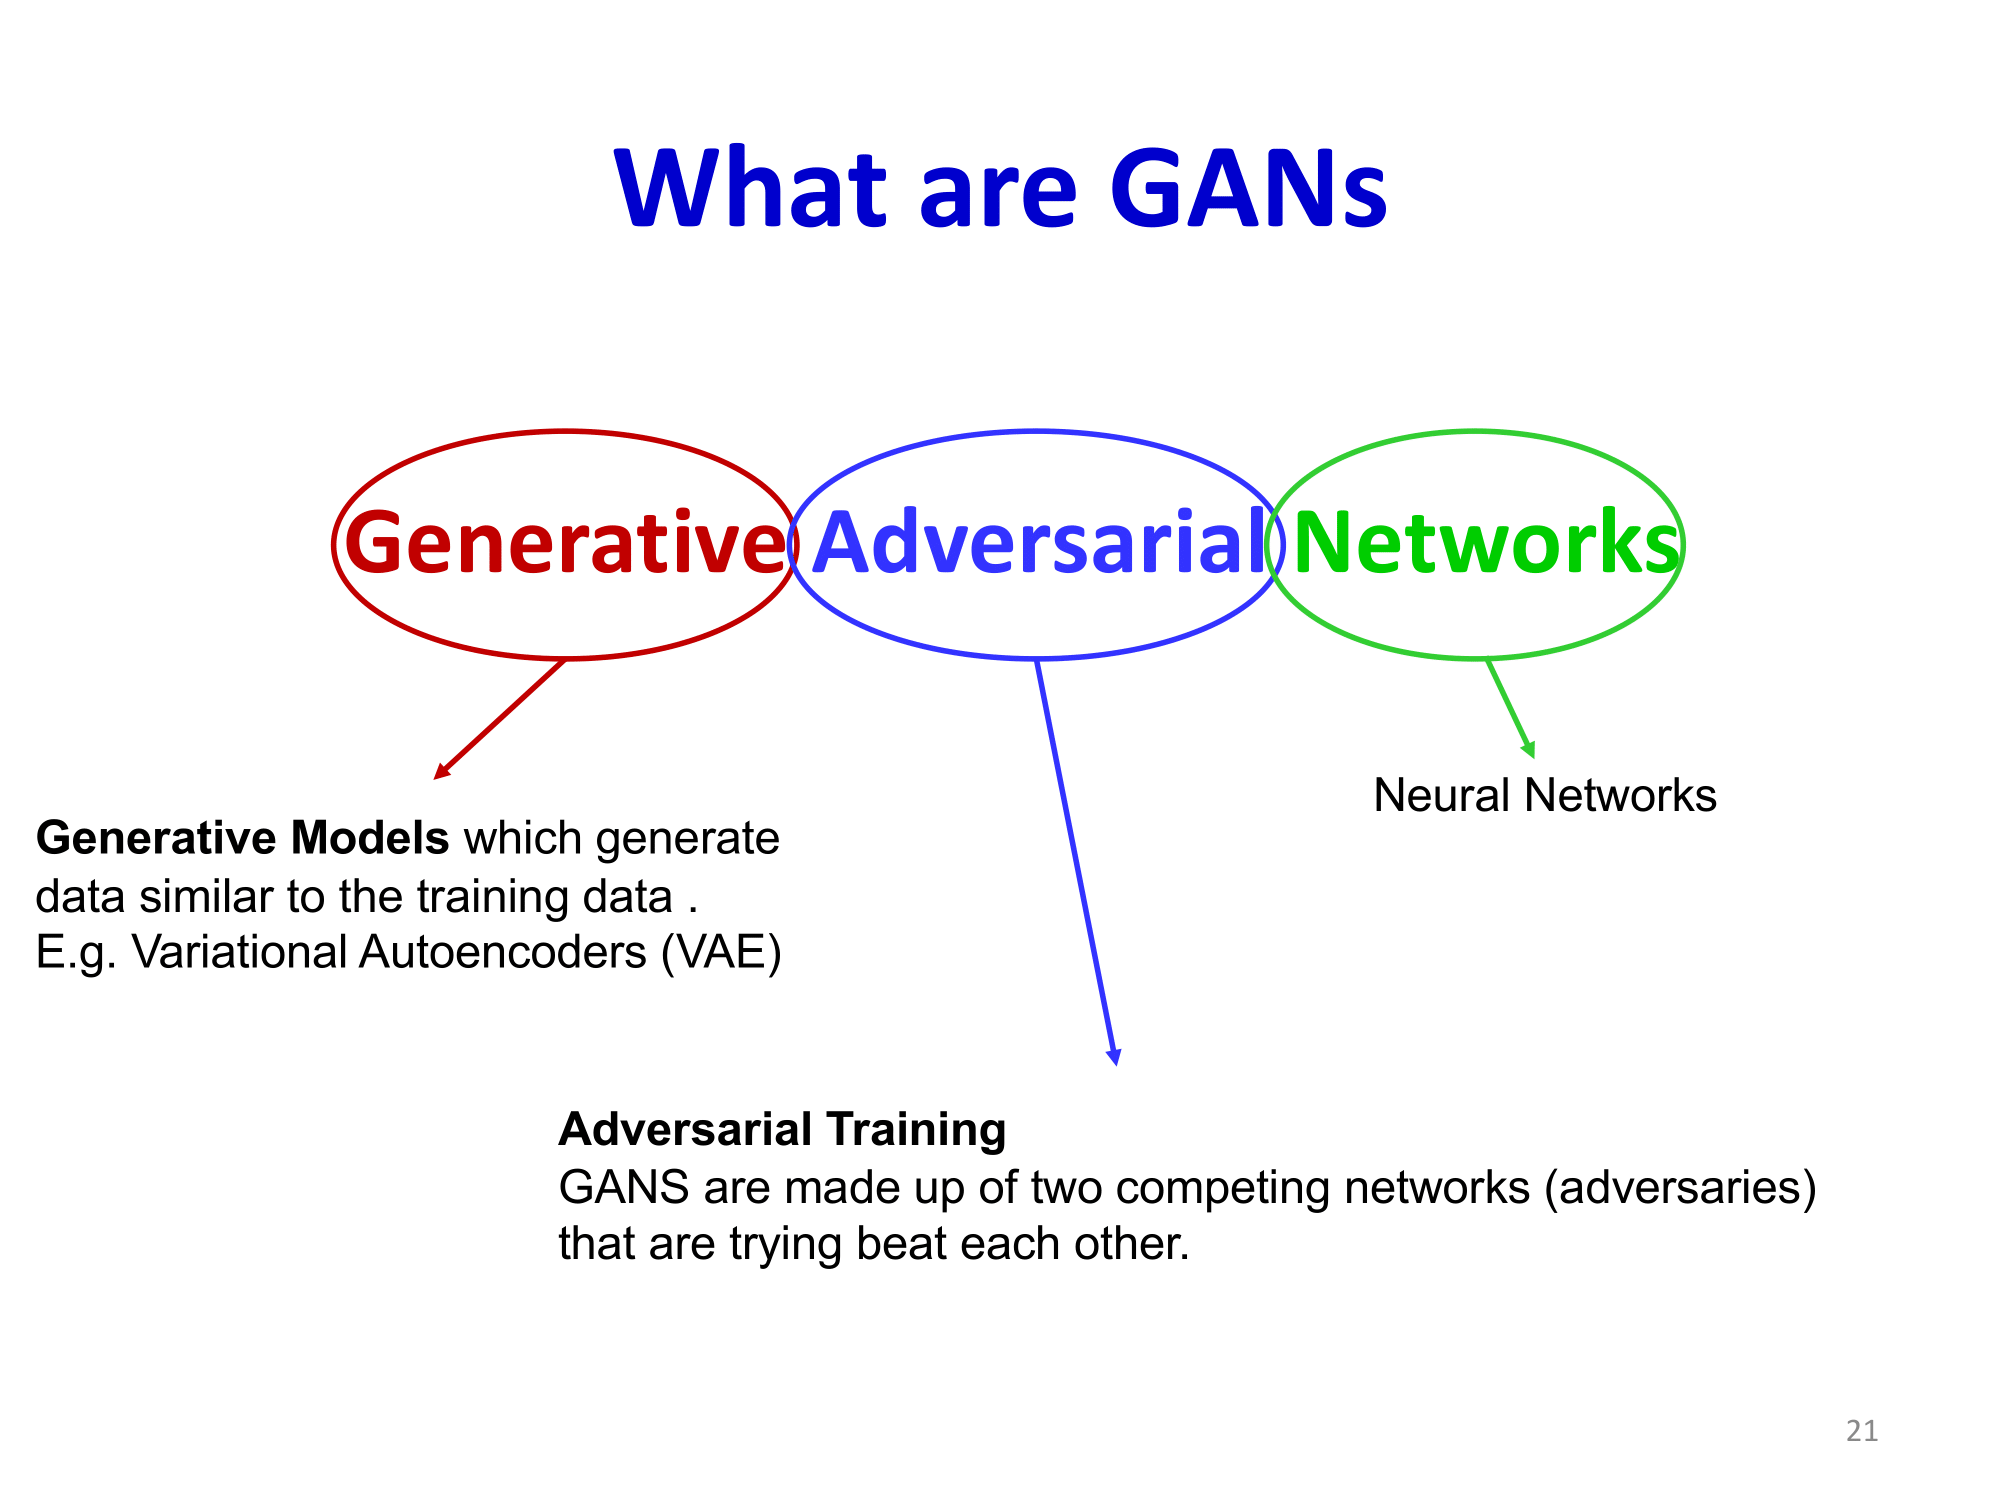 What are GANs
Generative Adversarial Networks
Neural Networks
Generative Models which generate
data similar to the training data .
E.g. Variational Autoencoders (VAE)
Adversarial Training
GANS are made up of two competing networks (adversaries)
that are trying beat each other.
21